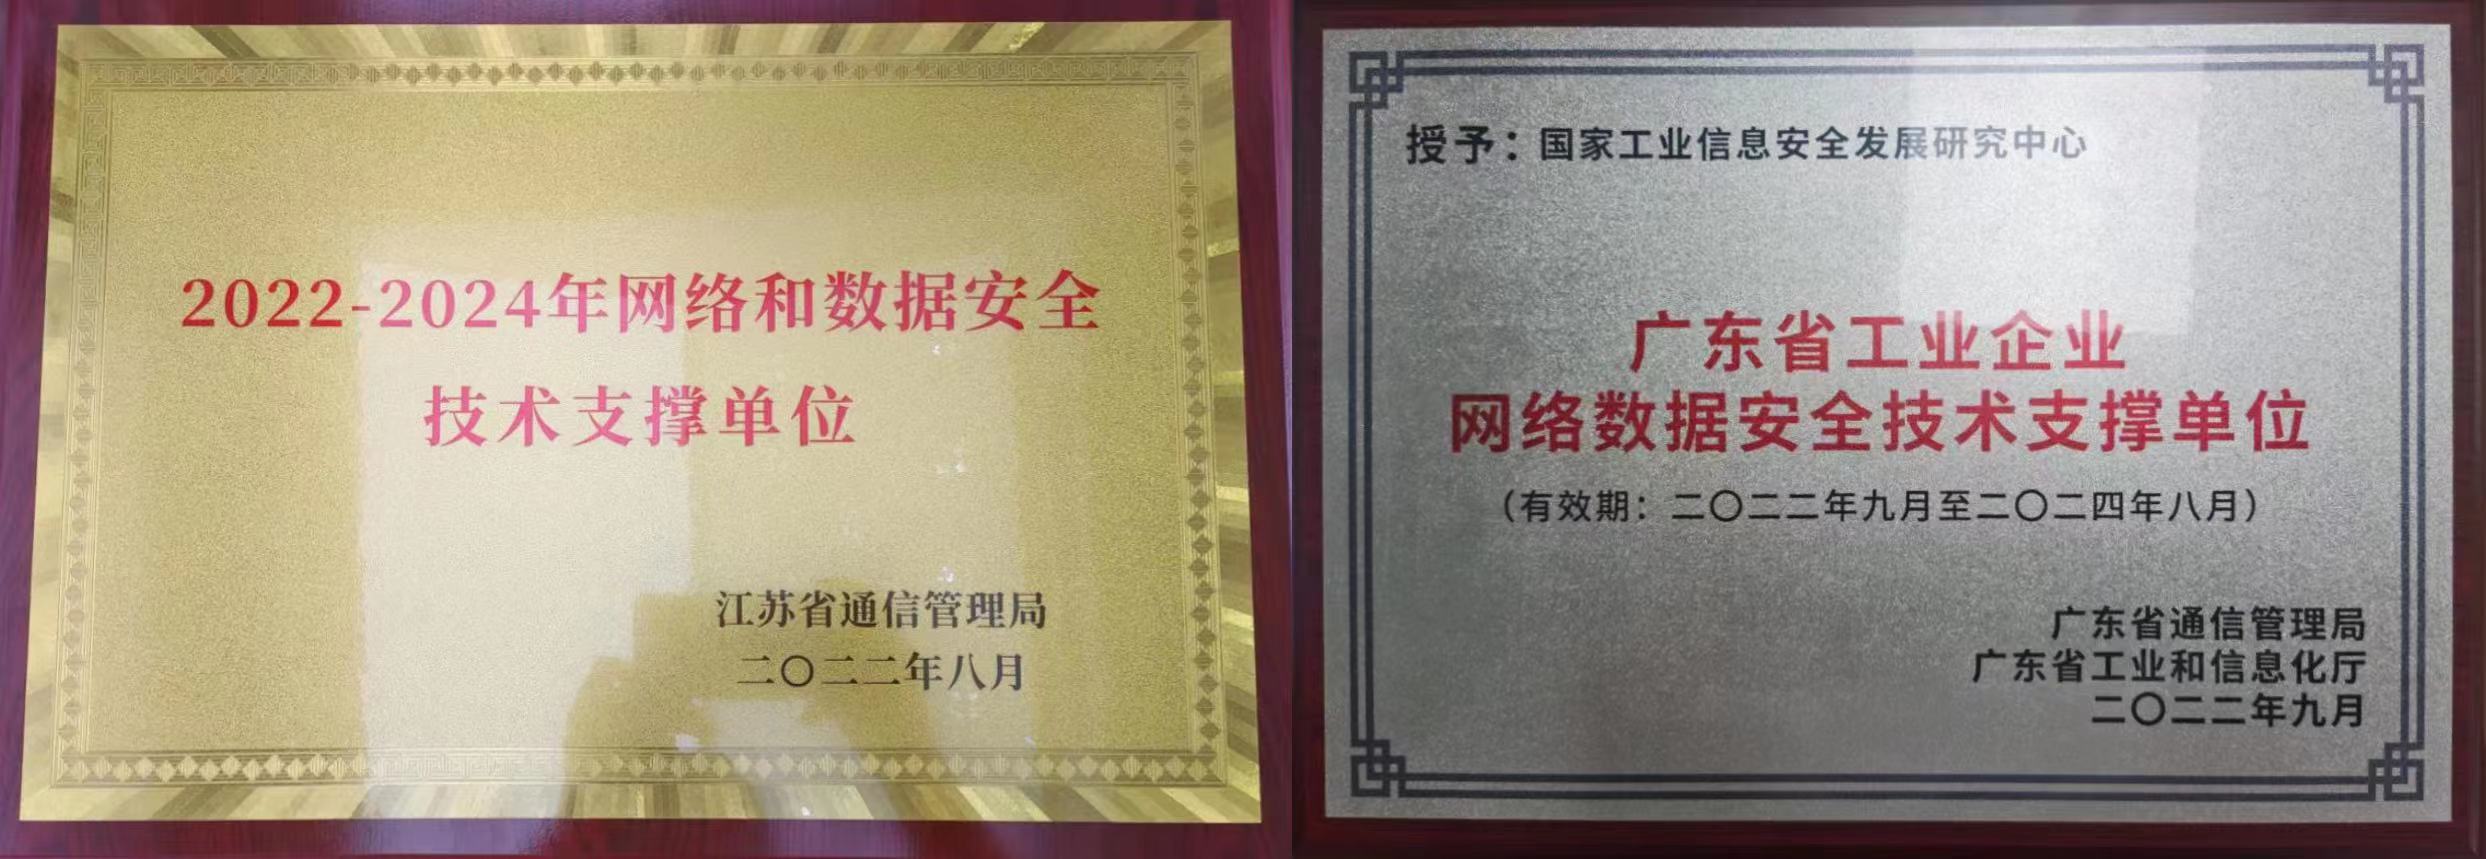 2022-2024年网络和数据安全
技术支撑单位
江苏省通信管理局
二〇二二年八月
授予：国家工业信息安全发展研究中心
广东省工业企业
网络数据安全技术支撑单位
（有效期：二〇二二年九月至二〇二四年八月）
广东省通信管理局
广东省工业和信息化厅
二〇二二年九月